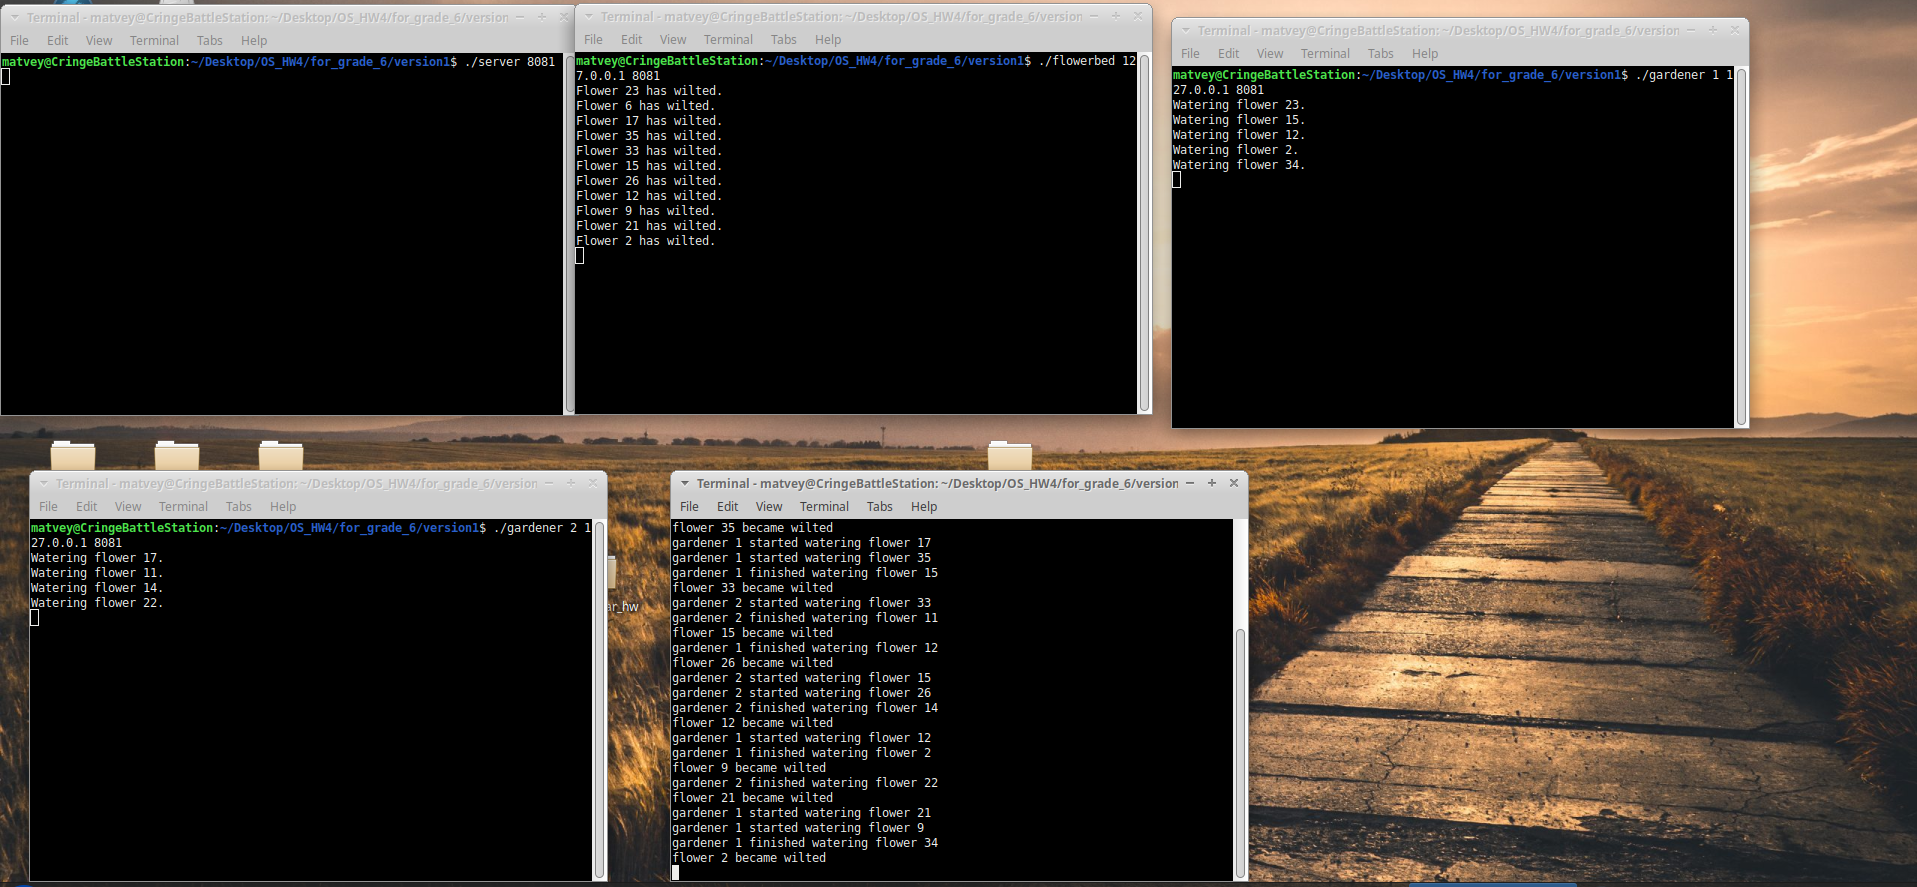 Terminal - matvey@CringeBattleStation: ~/Desktop/OS_HW4/for_grade_6/version
File Edit View Terminal Tabs Help
matvey@CringeBattleStation:~/Desktop/OS_HW4/for_grade_6/version1$ ./server 8081
Terminal - matvey@CringeBattleStation: ~/Desktop/OS_HW4/for_grade_6/version
File Edit View Terminal Tabs Help
matvey@CringeBattleStation:~/Desktop/OS_HW4/for_grade_6/version1$ ./flowerbed 12
7.0.0.1 8081
Flower 23 has wilted.
Flower 6 has wilted.
Flower 17 has wilted.
Flower 35 has wilted.
Flower 33 has wilted.
Flower 15 has wilted.
Flower 26 has wilted.
Flower 12 has wilted.
Flower 9 has wilted.
Flower 21 has wilted.
Flower 2 has wilted.
Terminal - matvey@CringeBattleStation: ~/Desktop/OS_HW4/for_grade_6/version
File Edit View Terminal Tabs Help
matvey@CringeBattleStation:~/Desktop/OS_HW4/for_grade_6/version1$ ./gardener 1 1
27.0.0.1 8081
Watering flower 23.
Watering flower 15.
Watering flower 12.
Watering flower 2.
Watering flower 34.
Terminal - matvey@CringeBattleStation: ~/Desktop/OS_HW4/for_grade_6/version
File Edit View Terminal Tabs Help
matvey@CringeBattleStation:~/Desktop/OS_HW4/for_grade_6/version1$ ./gardener 2 1
27.0.0.1 8081
Watering flower 17.
Watering flower 11.
Watering flower 14.
Watering flower 22.
ar_hw
Terminal - matvey@CringeBattleStation: ~/Desktop/OS_HW4/for_grade_6/version
File Edit View Terminal Tabs Help
flower 35 became wilted
gardener 1 started watering flower 17
gardener 1 started watering flower 35
gardener 1 finished watering flower 15
flower 33 became wilted
gardener 2 started watering flower 33
gardener 2 finished watering flower 11
flower 15 became wilted
gardener 1 finished watering flower 12
flower 26 became wilted
gardener 2 started watering flower 15
gardener 2 started watering flower 26
gardener 2 finished watering flower 14
flower 12 became wilted
gardener 1 started watering flower 12
gardener 1 finished watering flower 2
flower 9 became wilted
gardener 2 finished watering flower 22
flower 21 became wilted
gardener 1 started watering flower 21
gardener 1 started watering flower 9
gardener 1 finished watering flower 34
flower 2 became wilted